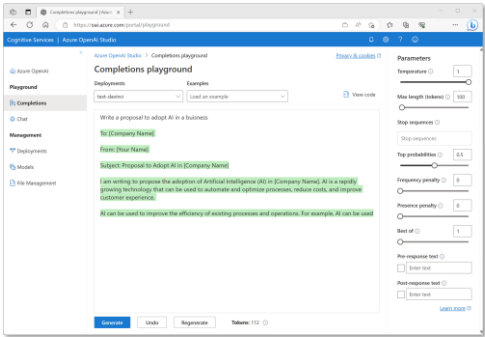 Completions playground
Cognitive Services | Azure OpenAI Studio
Azure OpenAI
Playground
Completions
Chat
Management
Deployments
Models
File Management
Azure OpenAI Studio > Completions playground
Privacy & cookies
Completions playground
Deployments
Examples
text-davinci
Load an example
View code
Write a proposal to adopt AI in a business
To: [Company Name]
From: [Your Name]
Subject: Proposal to Adopt AI in [Company Name]
I am writing to propose the adoption of Artificial Intelligence (AI) in [Company Name]. AI is a rapidly
growing technology that can be used to automate and optimize processes, reduce costs, and improve
customer experience.
AI can be used to improve the efficiency of existing processes and operations. For example, AI can be used
Generate
Undo
Regenerate
Tokens: 112
Parameters
Temperature
1
Max length (tokens)
100
Stop sequences
Stop sequences
Top probabilities
0.5
Frequency penalty
0
Presence penalty
0
Best of
1
Pre-response text
Enter text
Post-response text
Enter text
Learn more